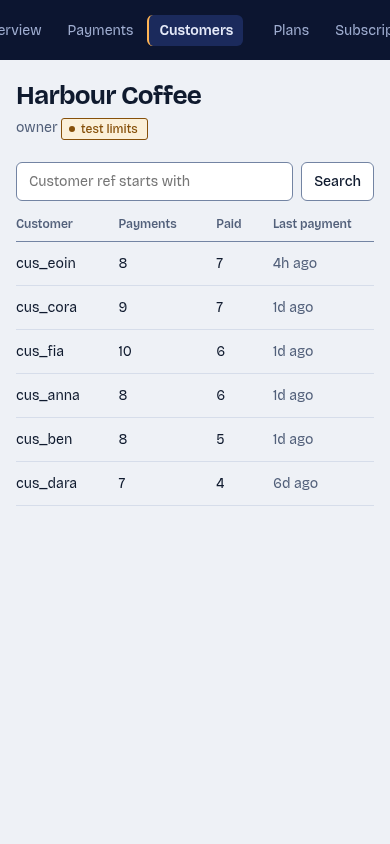 erview Payments Customers Plans Subscrip
Harbour Coffee
owner test limits
Customer ref starts with Search
Customer Payments Paid Last payment
cus_eoin 8 7 4h ago
cus_cora 9 7 1d ago
cus_fia 10 6 1d ago
cus_anna 8 6 1d ago
cus_ben 8 5 1d ago
cus_dara 7 4 6d ago